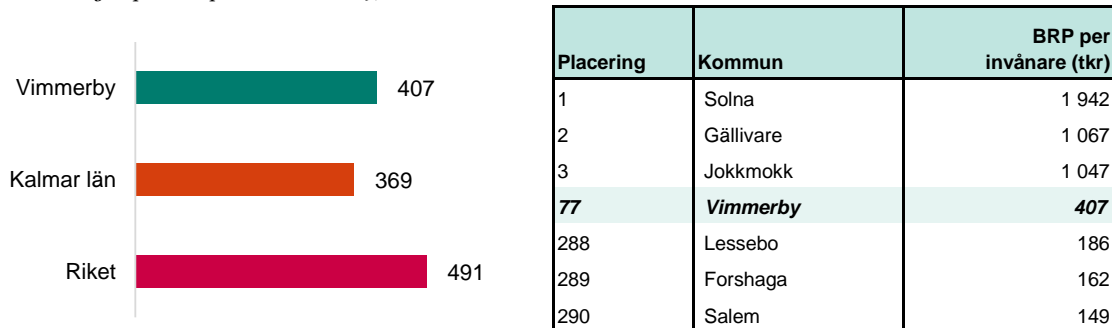 Vimmerby 407
Kalmar län 369
Riket 491
Placering Kommun BRP per invånare (tkr)
1 Solna 1 942
2 Gällivare 1 067
3 Jokkmokk 1 047
77 Vimmerby 407
288 Lessebo 186
289 Forshaga 162
290 Salem 149